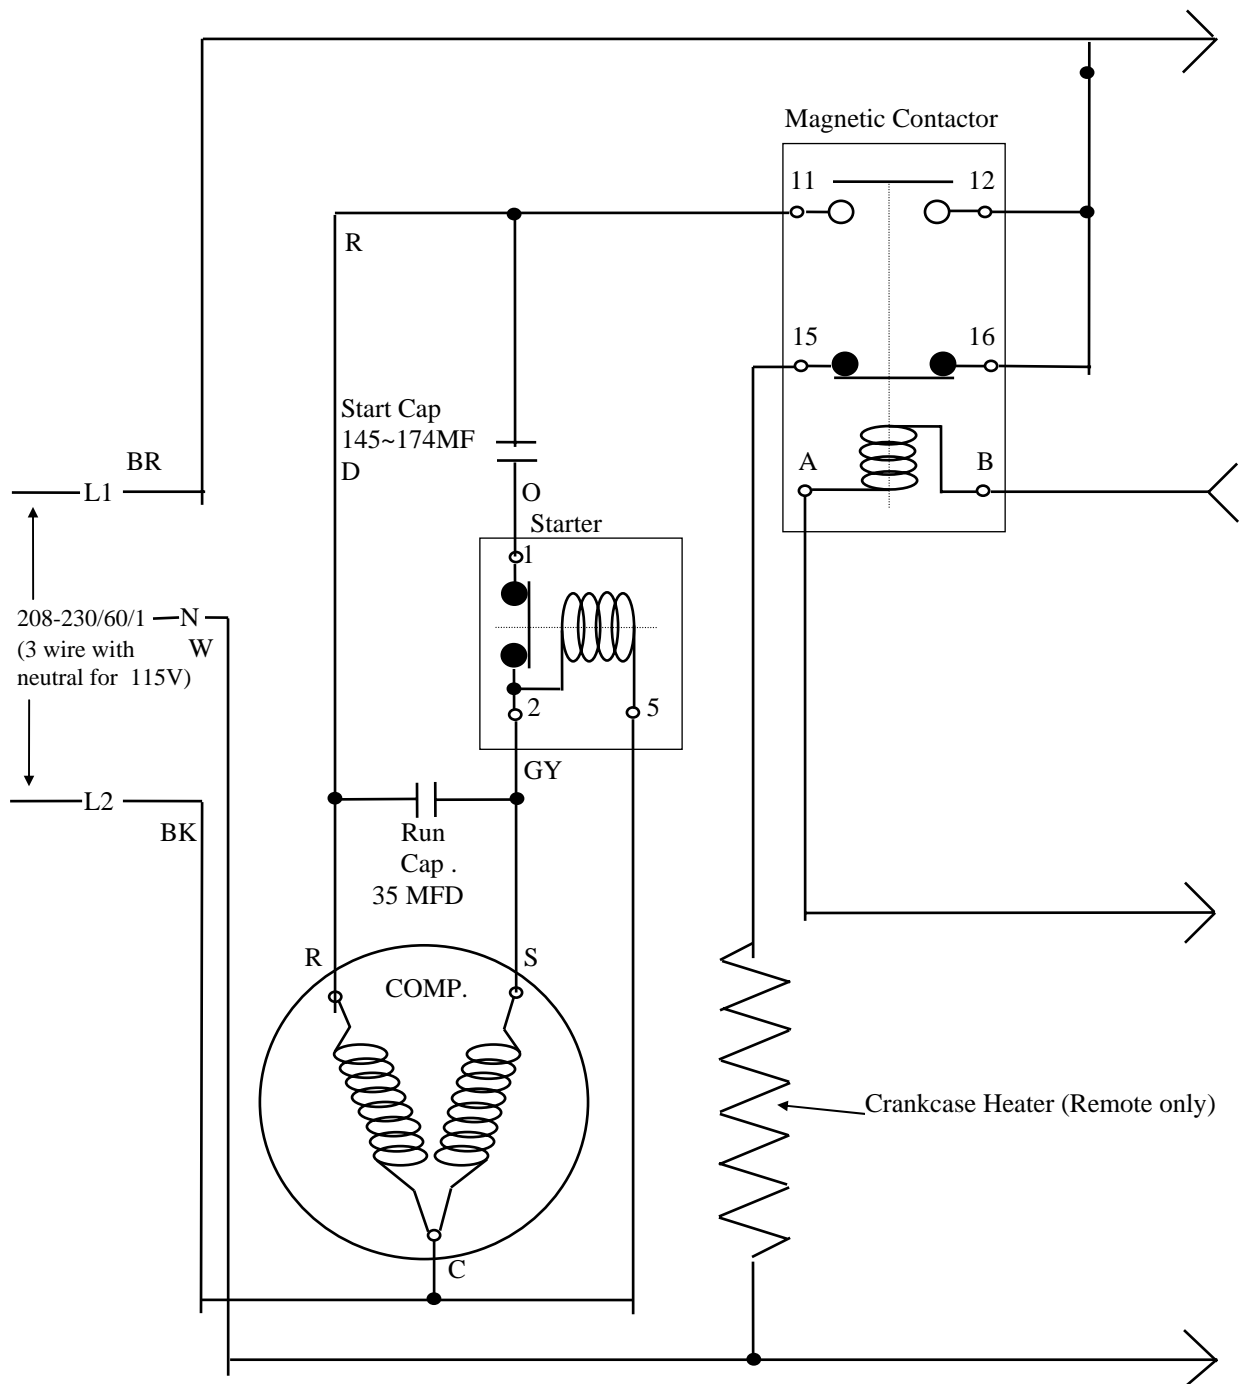 Magnetic Contactor
11
12
R
15
16
Start Cap
145~174MF
D
BR
A
B
L1
O
Starter
1
208-230/60/1
N
(3 wire with
W
neutral for 115V)
2
5
GY
L2
BK
Run
Cap .
35 MFD
R
S
COMP.
Crankcase Heater (Remote only)
C